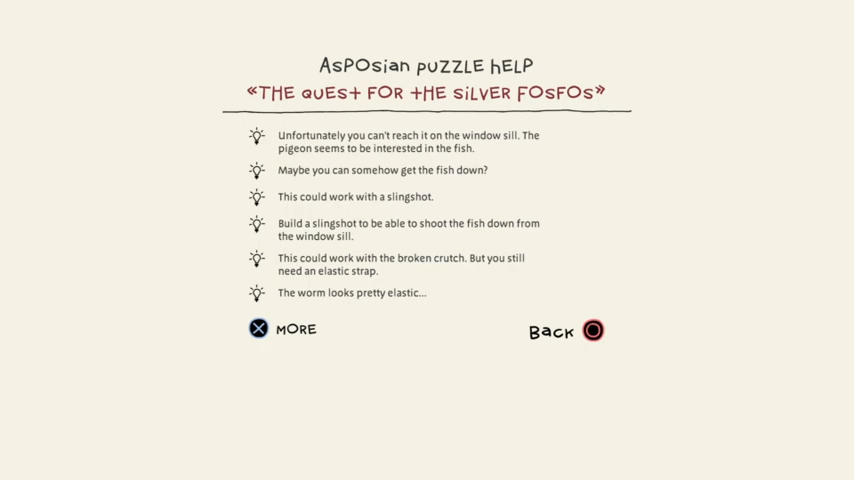 Asposian puzzle help
«The Quest for the Silver Fosfos»
Unfortunately you can't reach it on the window sill. The
pigeon seems to be interested in the fish.
Maybe you can somehow get the fish down?
This could work with a slingshot.
Build a slingshot to be able to shoot the fish down from
the window sill.
This could work with the broken crutch. But you still
need an elastic strap.
The worm looks pretty elastic...
More
Back